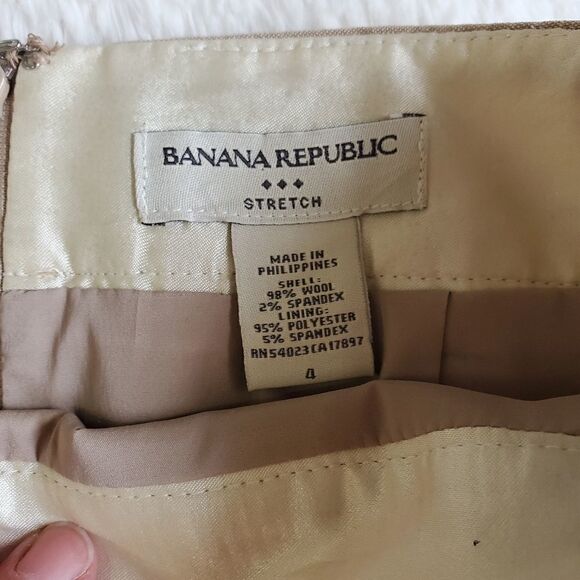 BANANA REPUBLIC
STRETCH
MADE IN
PHILIPPINES
SHELL:
98% WOOL
2% SPANDEX
LINING:
95% POLYESTER
5% SPANDEX
RN54023CA17897
4